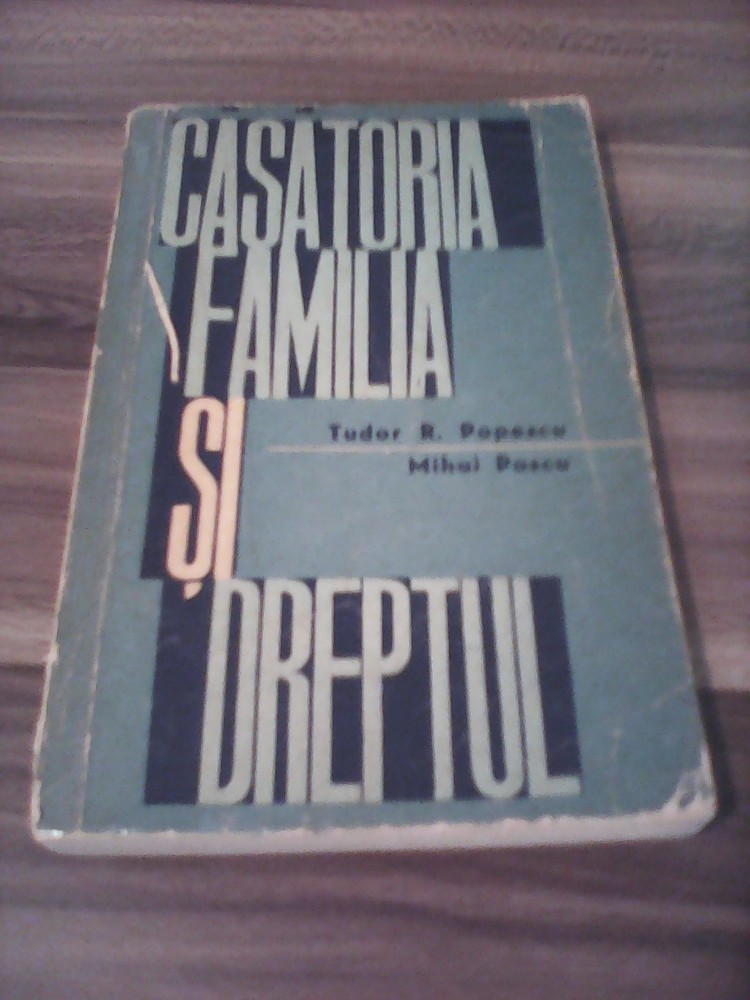 CĂSĂTORIA
FAMILIA
ȘI
Tudor R. Popescu
Mihai Pascu
DREPTUL